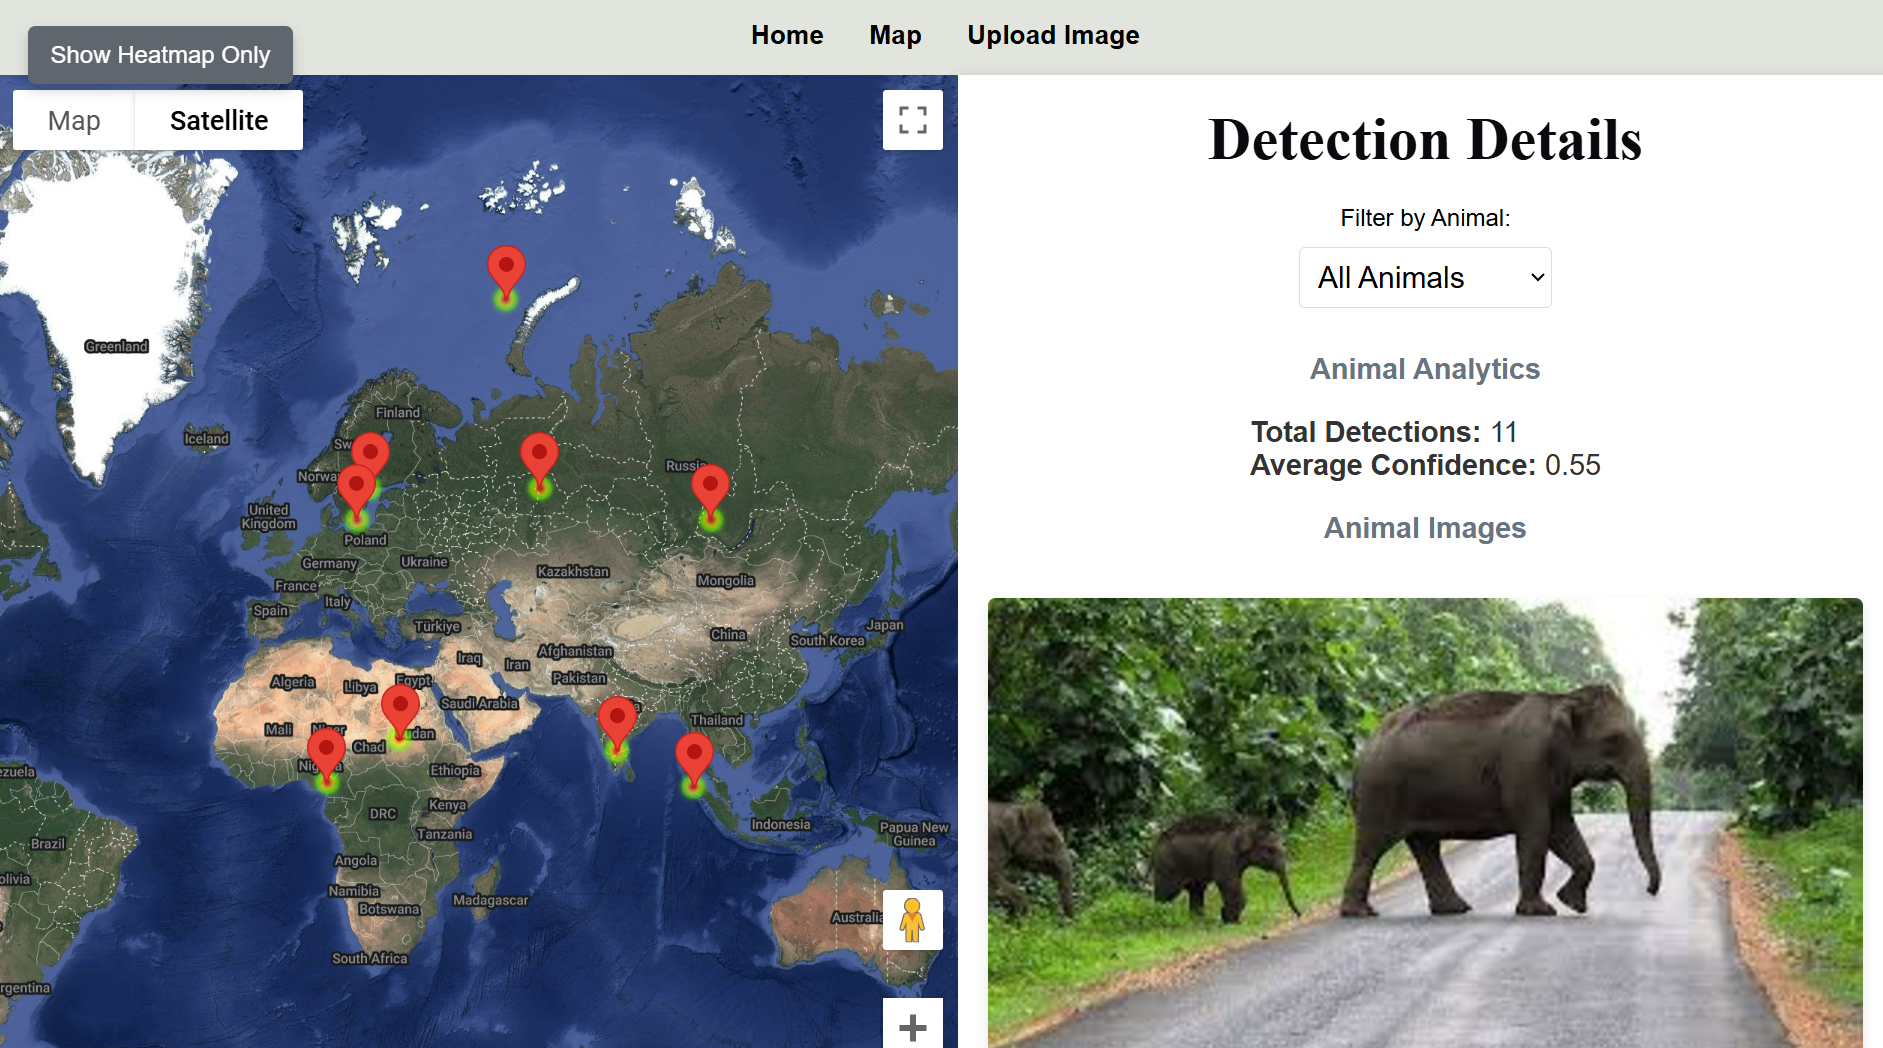 Home
Map
Upload Image
Show Heatmap Only
Map
Satellite
Greenland
Finland
Iceland
Sw
Norwa
Russia
United
Kingdom
Poland
Germany
Ukraine
Kazakhstan
Mongolia
France
Italy
Spain
Türkiye
China
Japan
South Korea
Iraq
Iran
Afghanistan
Pakistan
Algeria
Libya
Egypt
Saudi Arabia
Thailand
Mali
Niger
Chad
udan
Nig
a
Ethiopia
ezuela
Kenya
DRC
Tanzania
Indonesia
Papua New
Guinea
Brazil
Angola
olivia
Namibia
Botswana
Madagascar
Australia
South Africa
rgentina
Detection Details
Filter by Animal:
All Animals
Animal Analytics
Total Detections: 11
Average Confidence: 0.55
Animal Images